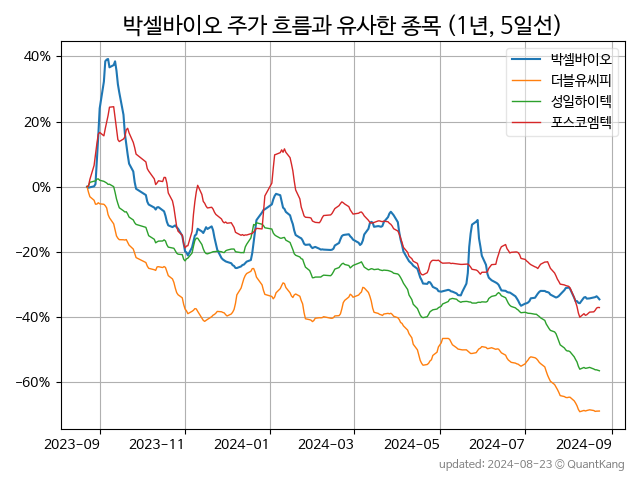 박셀바이오 주가 흐름과 유사한 종목 (1년, 5일선)
박셀바이오
더블유씨피
성일하이텍
포스코엠텍
40%
20%
0%
−20%
−40%
−60%
2023-09 2023-11 2024-01 2024-03 2024-05 2024-07 2024-09
updated: 2024-08-23 © QuantKang